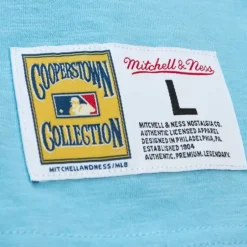 COOPERSTOWN
COLLECTION
MITCHELLANDNESS/MLB
Mitchell & Ness
L
MITCHELL & NESS NOSTALGIA CO.
AUTHENTIC LICENSED APPAREL
DESIGNED IN PHILADELPHIA, PA.
ESTABLISHED 1904
AUTHENTIC, PREMIUM, LEGENDARY.